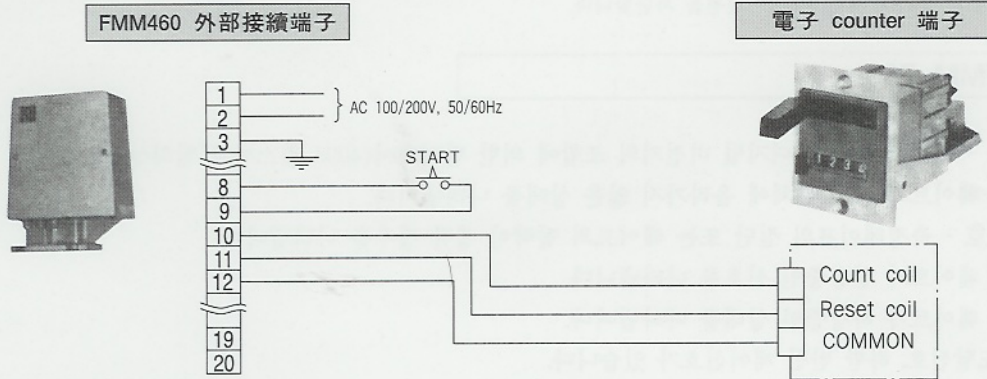 FMM460 外部接續端子
電子 counter 端子
1
2
3
AC 100/200V, 50/60Hz
START
8
9
10
11
12
19
20
Count coil
Reset coil
COMMON